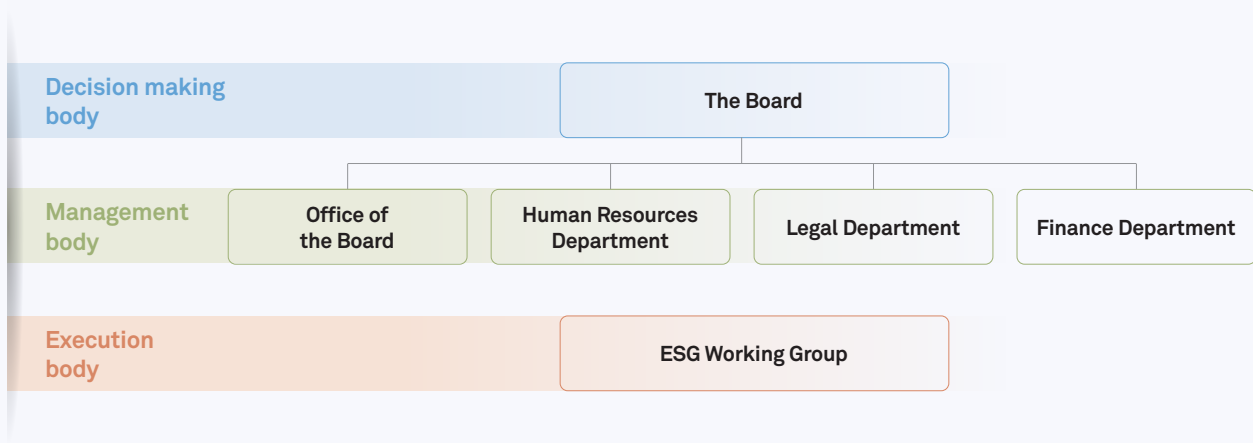 Decision making
body
The Board
Management
body
Office of
the Board
Human Resources
Department
Legal Department
Finance Department
Execution
body
ESG Working Group